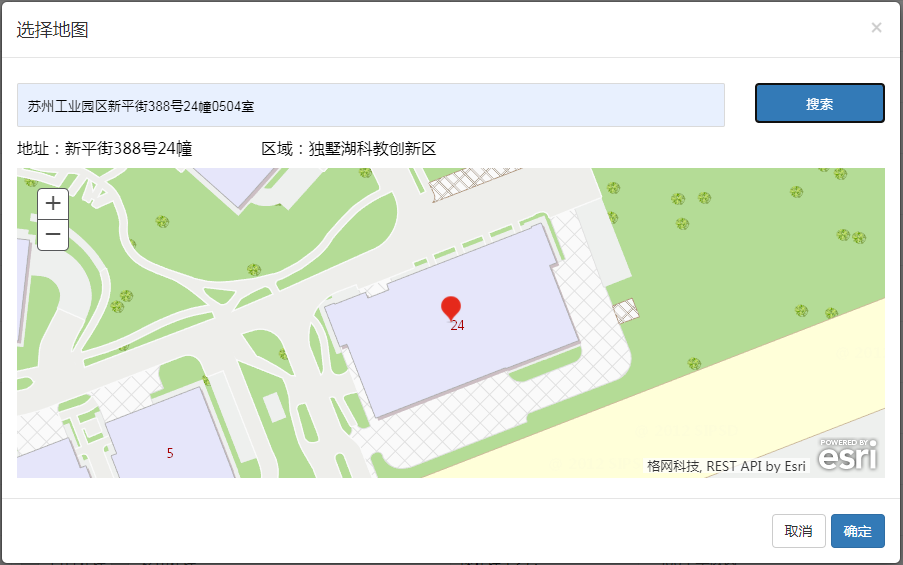 选择地图
×
苏州工业园区新平街388号24幢0504室
搜索
地址：新平街388号24幢
区域：独墅湖科教创新区
+
−
24
5
POWERED BY
esri
格网科技, REST API by Esri
取消
确定